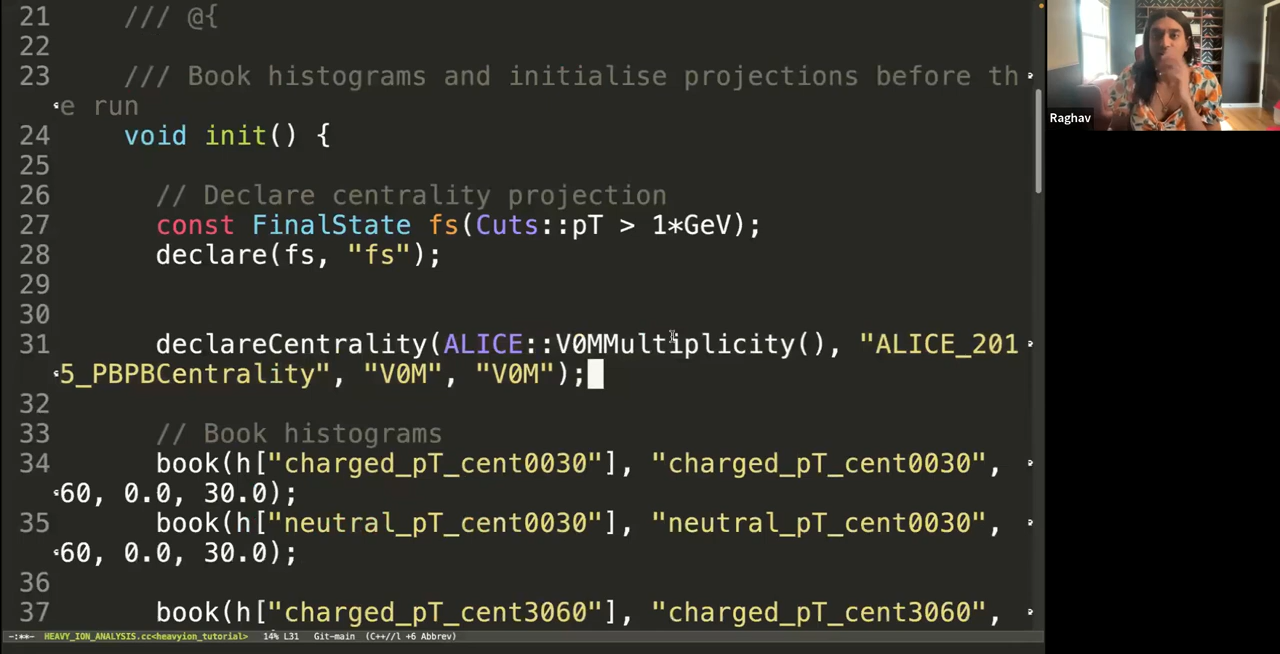 21 /// @{
22
23 /// Book histograms and initialise projections before th
e run
24 void init() {
25
26 // Declare centrality projection
27 const FinalState fs(Cuts::pT > 1*GeV);
28 declare(fs, "fs");
29
30
31 declareCentrality(ALICE::V0MMultiplicity(), "ALICE_201
5_PBPBCentrality", "V0M", "V0M");
32
33 // Book histograms
34 book(h["charged_pT_cent0030"], "charged_pT_cent0030",
60, 0.0, 30.0);
35 book(h["neutral_pT_cent0030"], "neutral_pT_cent0030",
60, 0.0, 30.0);
36
37 book(h["charged_pT_cent3060"], "charged_pT_cent3060",
-:**- HEAVY_ION_ANALYSIS.cc<heavyion_tutorial> 14% L31 Git-main (C++//l +6 Abbrev)
Raghav